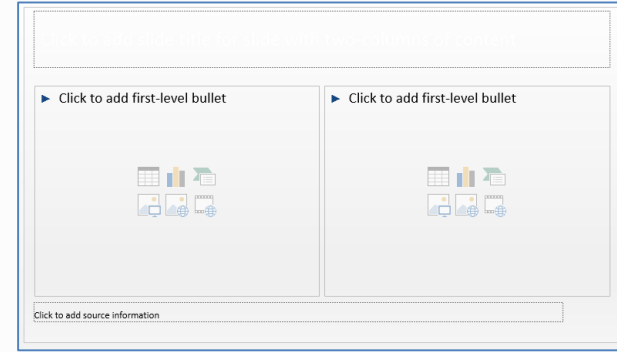 ► Click to add first-level bullet
► Click to add first-level bullet
Click to add source information